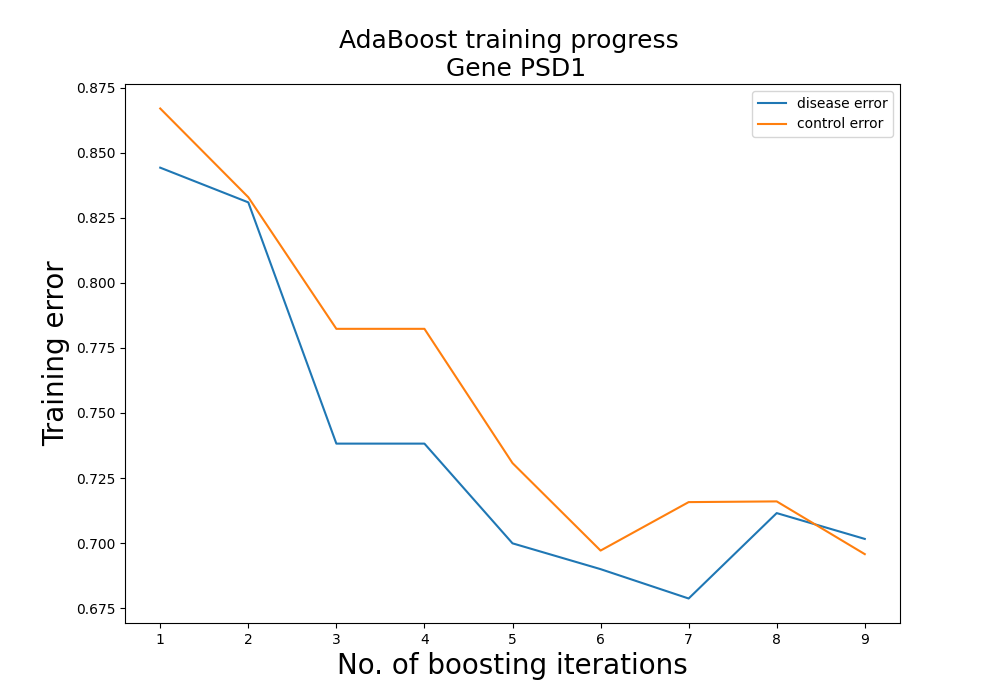 AdaBoost training progress
Gene PSD1
disease error
control error
0.875
0.850
0.825
0.800
0.775
0.750
0.725
0.700
0.675
Training error
1 2 3 4 5 6 7 8 9
No. of boosting iterations